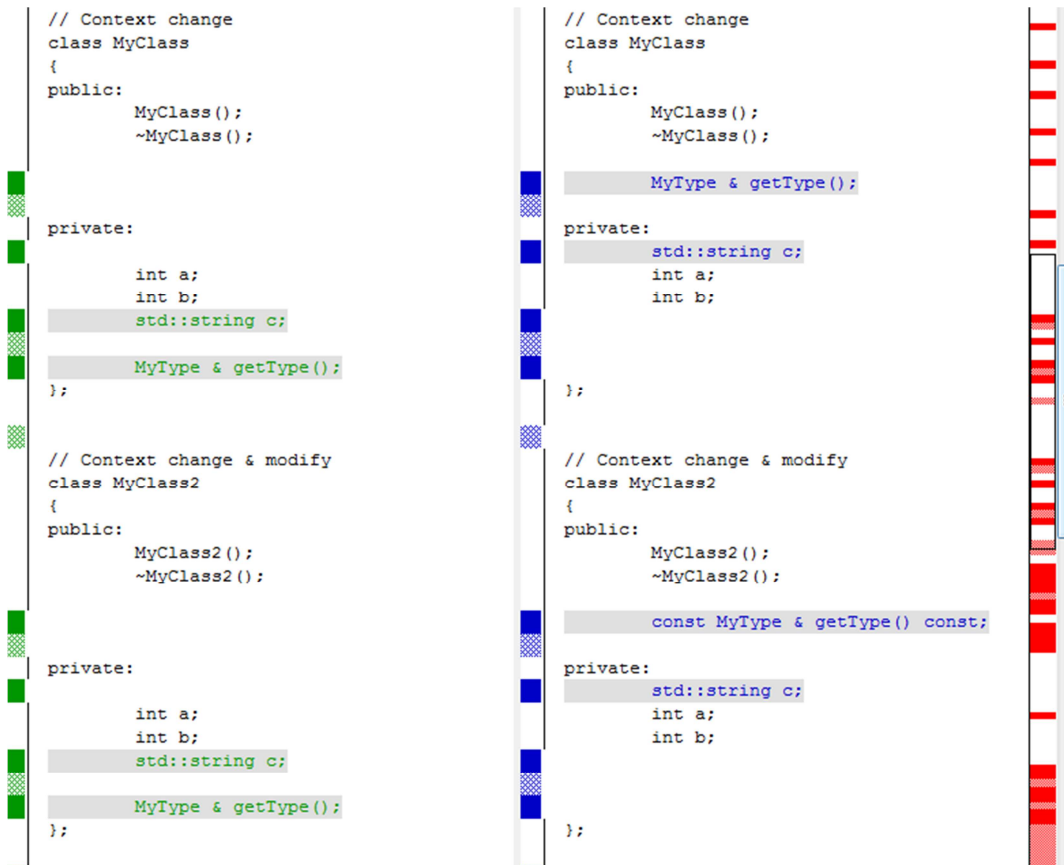 // Context change
class MyClass
{
public:
MyClass();
~MyClass();
private:
int a;
int b;
std::string c;
MyType & getType();
};
// Context change & modify
class MyClass2
{
public:
MyClass2();
~MyClass2();
private:
int a;
int b;
std::string c;
MyType & getType();
};
// Context change
class MyClass
{
public:
MyClass();
~MyClass();
MyType & getType();
private:
std::string c;
int a;
int b;
};
// Context change & modify
class MyClass2
{
public:
MyClass2();
~MyClass2();
const MyType & getType() const;
private:
std::string c;
int a;
int b;
};